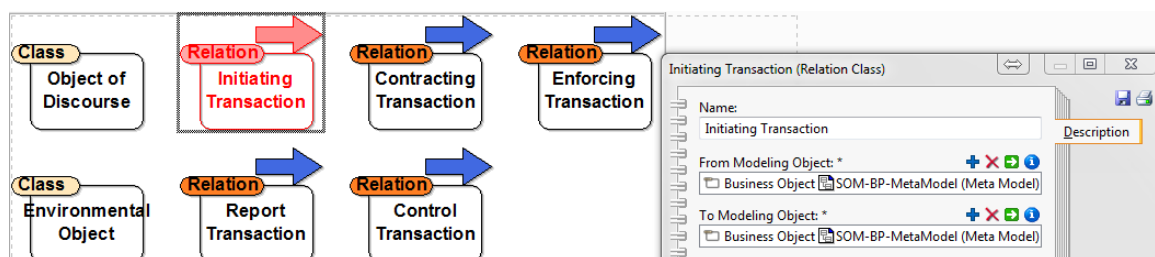 Class
Object of
Discourse
Relation
Initiating
Transaction
Relation
Contracting
Transaction
Relation
Enforcing
Transaction
Class
Environmental
Object
Relation
Report
Transaction
Relation
Control
Transaction
Initiating Transaction (Relation Class)
Name:
Initiating Transaction
Description
From Modeling Object: *
Business Object SOM-BP-MetaModel (Meta Model)
To Modeling Object: *
Business Object SOM-BP-MetaModel (Meta Model)